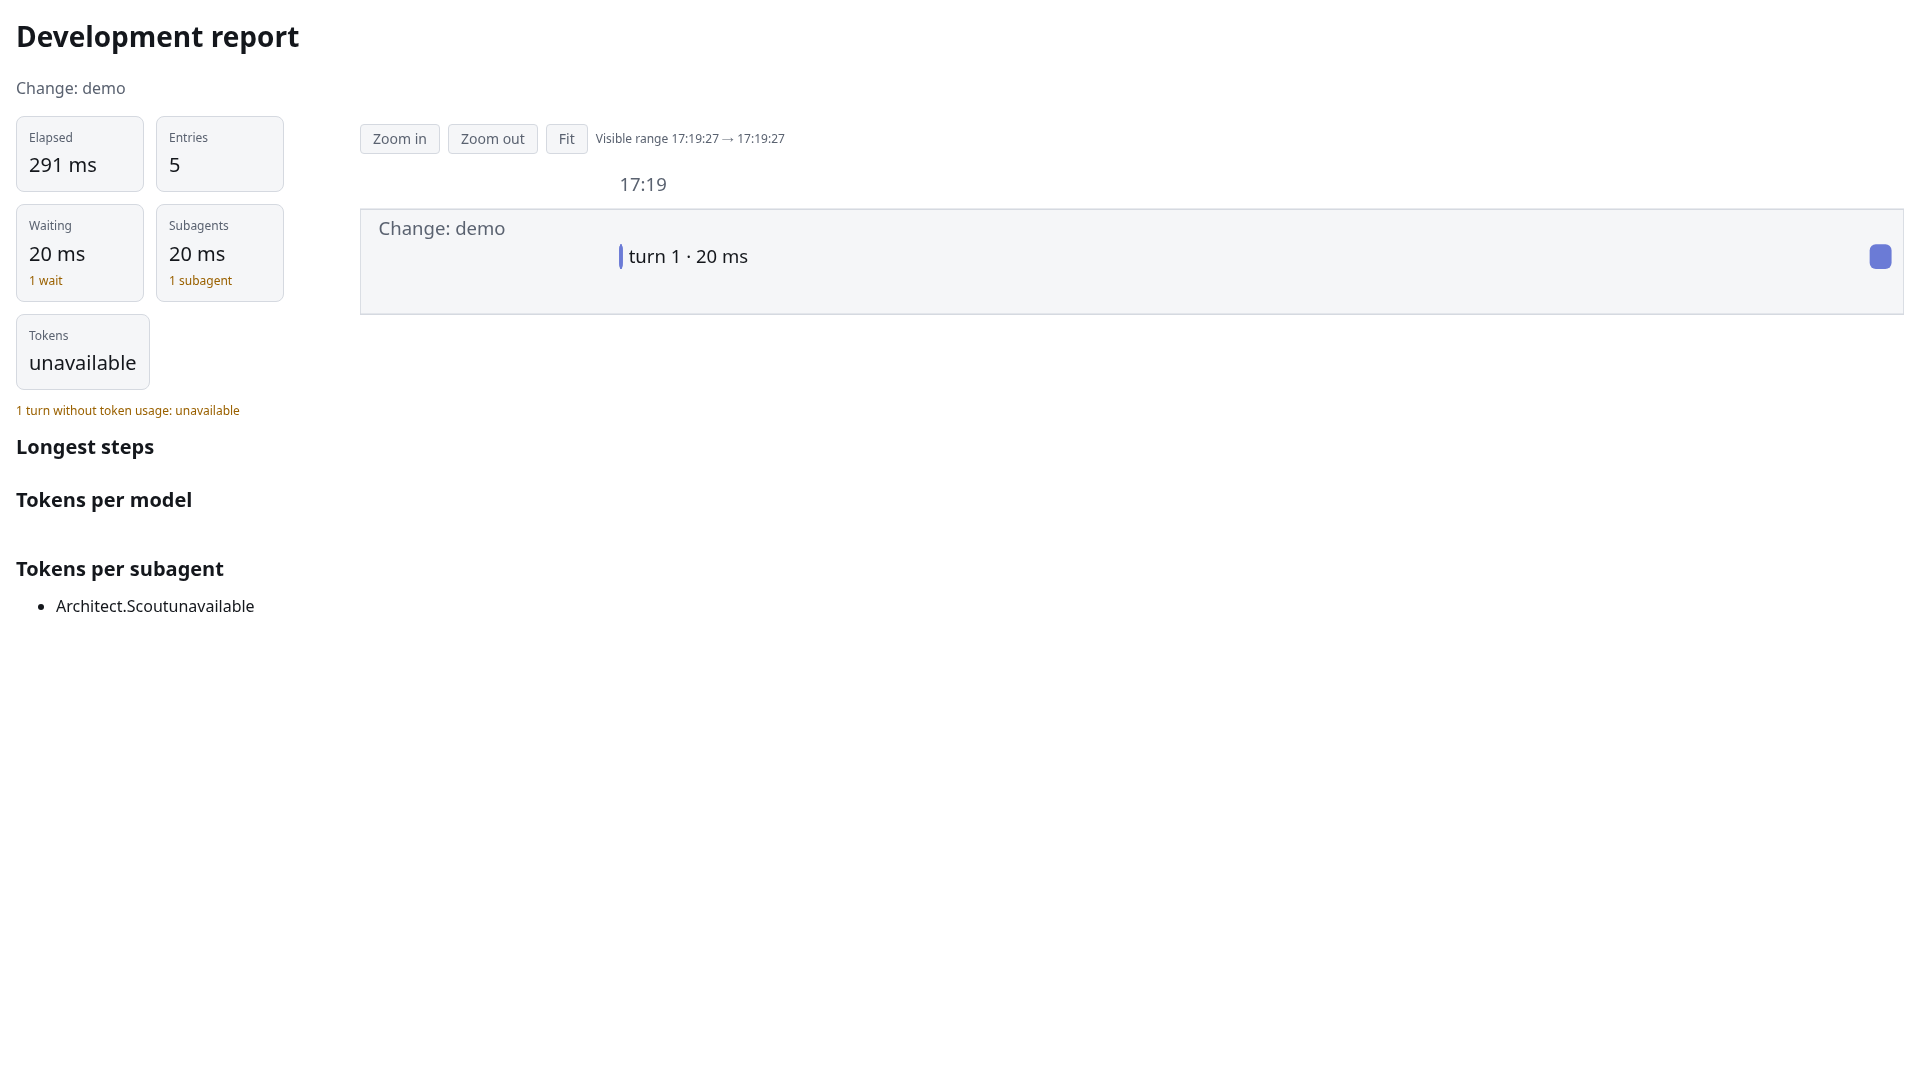 Development report
Change: demo
Elapsed
291 ms
Entries
5
Waiting
20 ms
1 wait
Subagents
20 ms
1 subagent
Tokens
unavailable
1 turn without token usage: unavailable
Longest steps
Tokens per model
Tokens per subagent
Architect.Scoutunavailable
Zoom in
Zoom out
Fit
Visible range 17:19:27 → 17:19:27
17:19
Change: demo
turn 1 · 20 ms